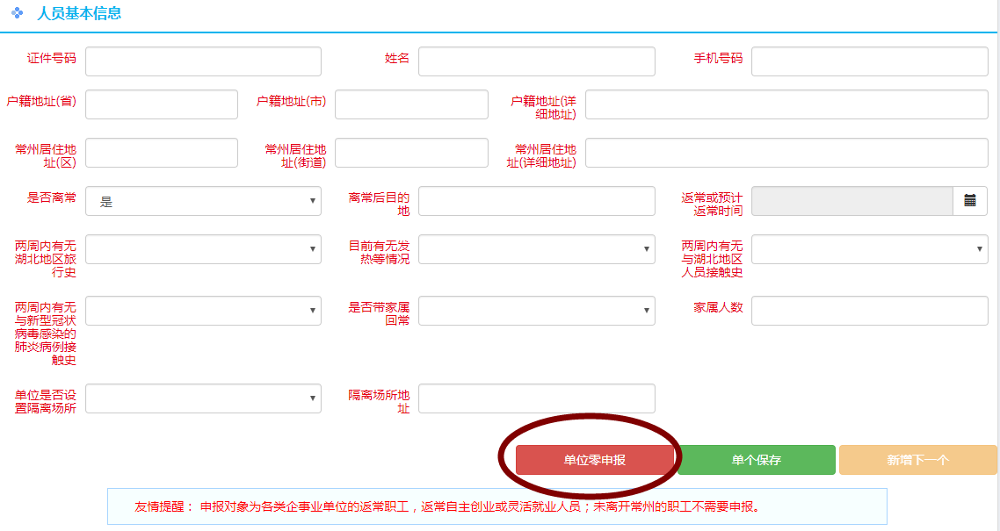 人员基本信息
证件号码
姓名
手机号码
户籍地址(省)
户籍地址(市)
户籍地址(详
细地址)
常州居住地
址(区)
常州居住地
址(街道)
常州居住地
址(详细地址)
是否离常
是
离常后目的
地
返常或预计
返常时间
两周内有无
湖北地区旅
行史
目前有无发
热等情况
两周内有无
与湖北地区
人员接触史
两周内有无
与新型冠状
病毒感染的
肺炎病例接
触史
是否带家属
回常
家属人数
单位是否设
置隔离场所
隔离场所地
址
单位零申报
单个保存
新增下一个
友情提醒： 申报对象为各类企事业单位的返常职工，返常自主创业或灵活就业人员；未离开常州的职工不需要申报。